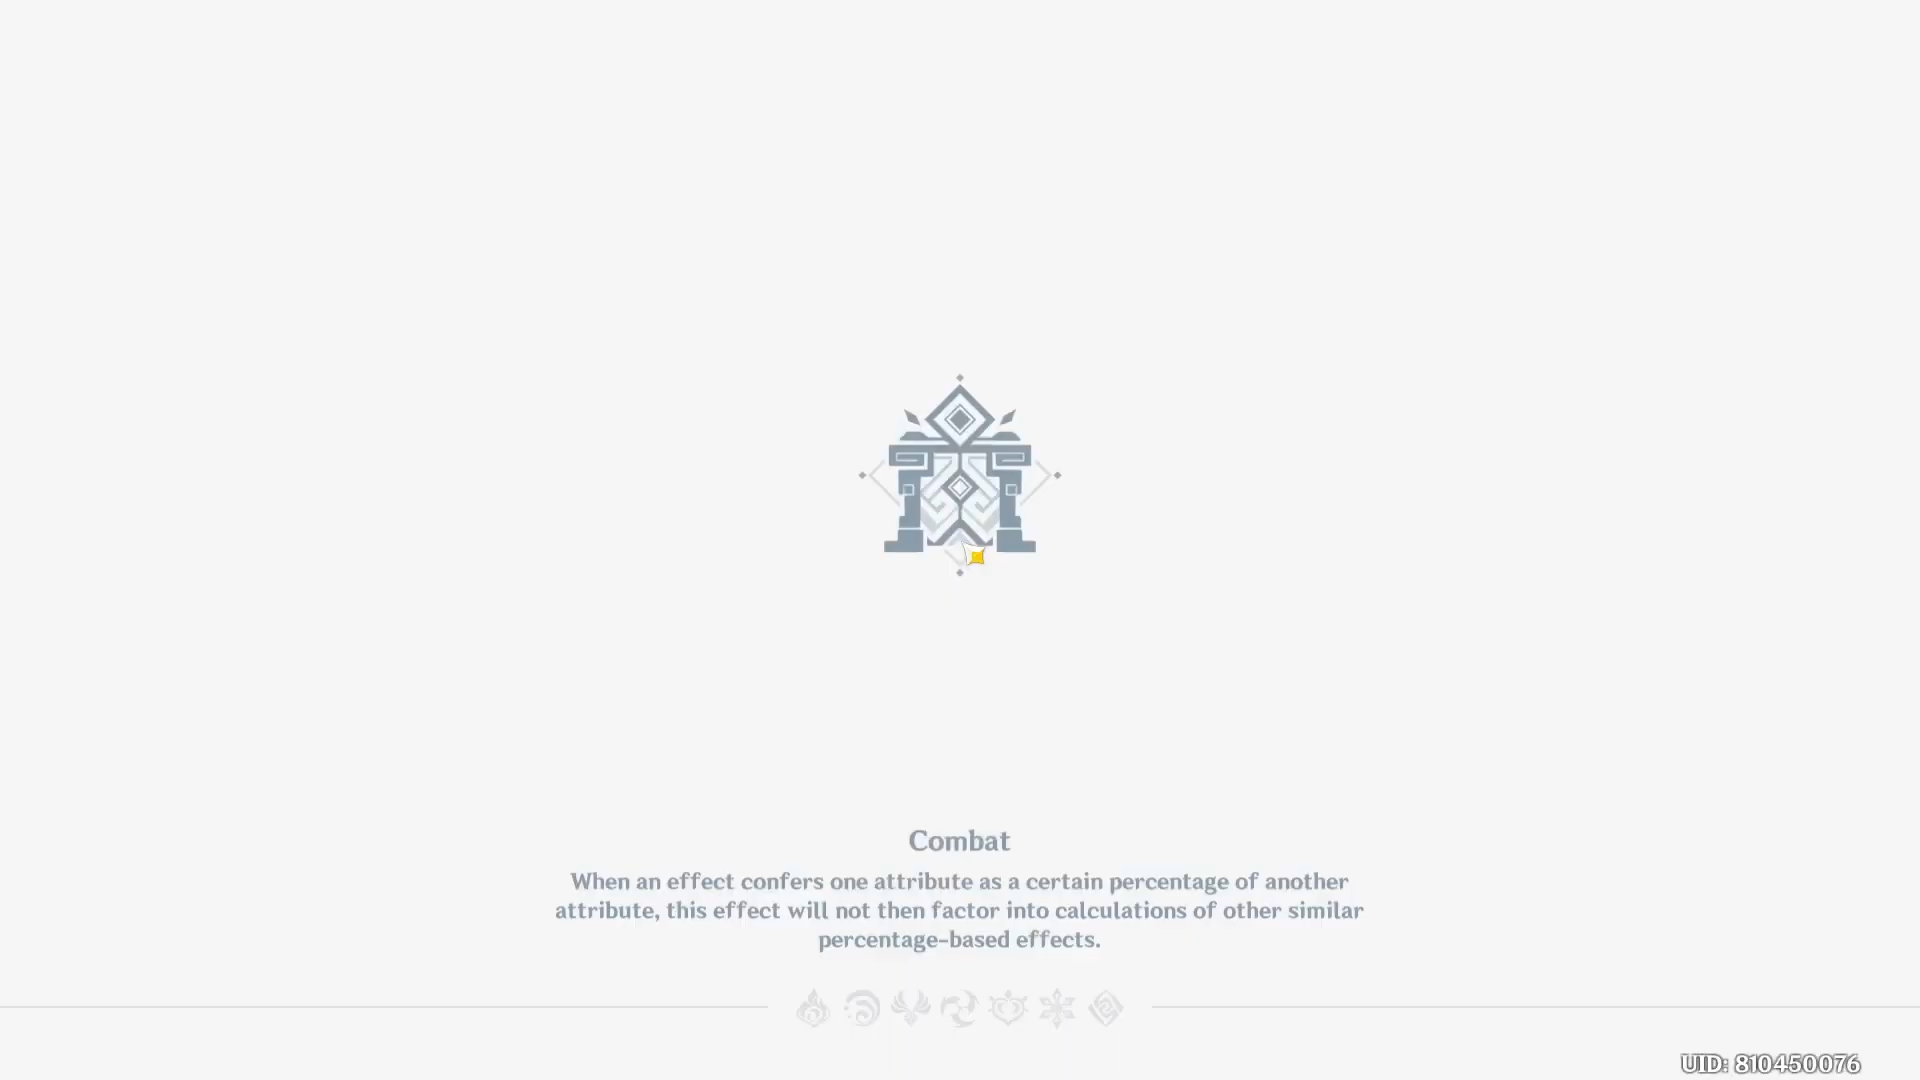 Combat
When an effect confers one attribute as a certain percentage of another
attribute, this effect will not then factor into calculations of other similar
percentage-based effects.
UID: 810450076